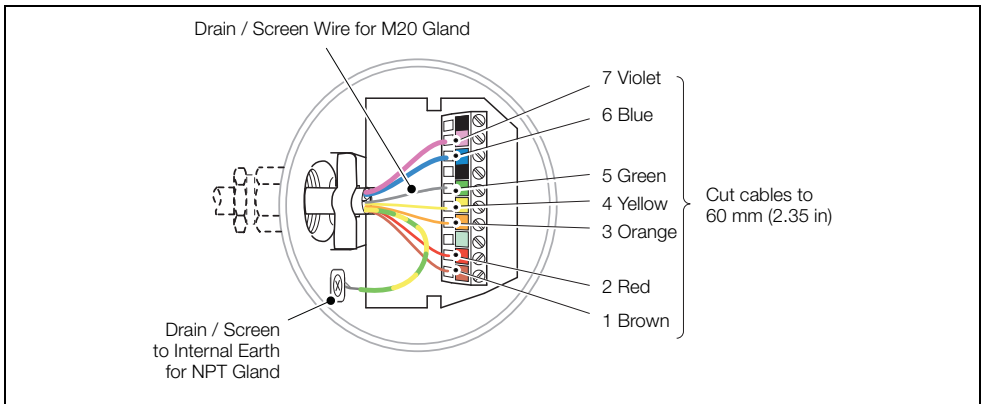 Drain / Screen Wire for M20 Gland
7 Violet
6 Blue
5 Green
4 Yellow
3 Orange
2 Red
1 Brown
Cut cables to
60 mm (2.35 in)
Drain / Screen
to Internal Earth
for NPT Gland